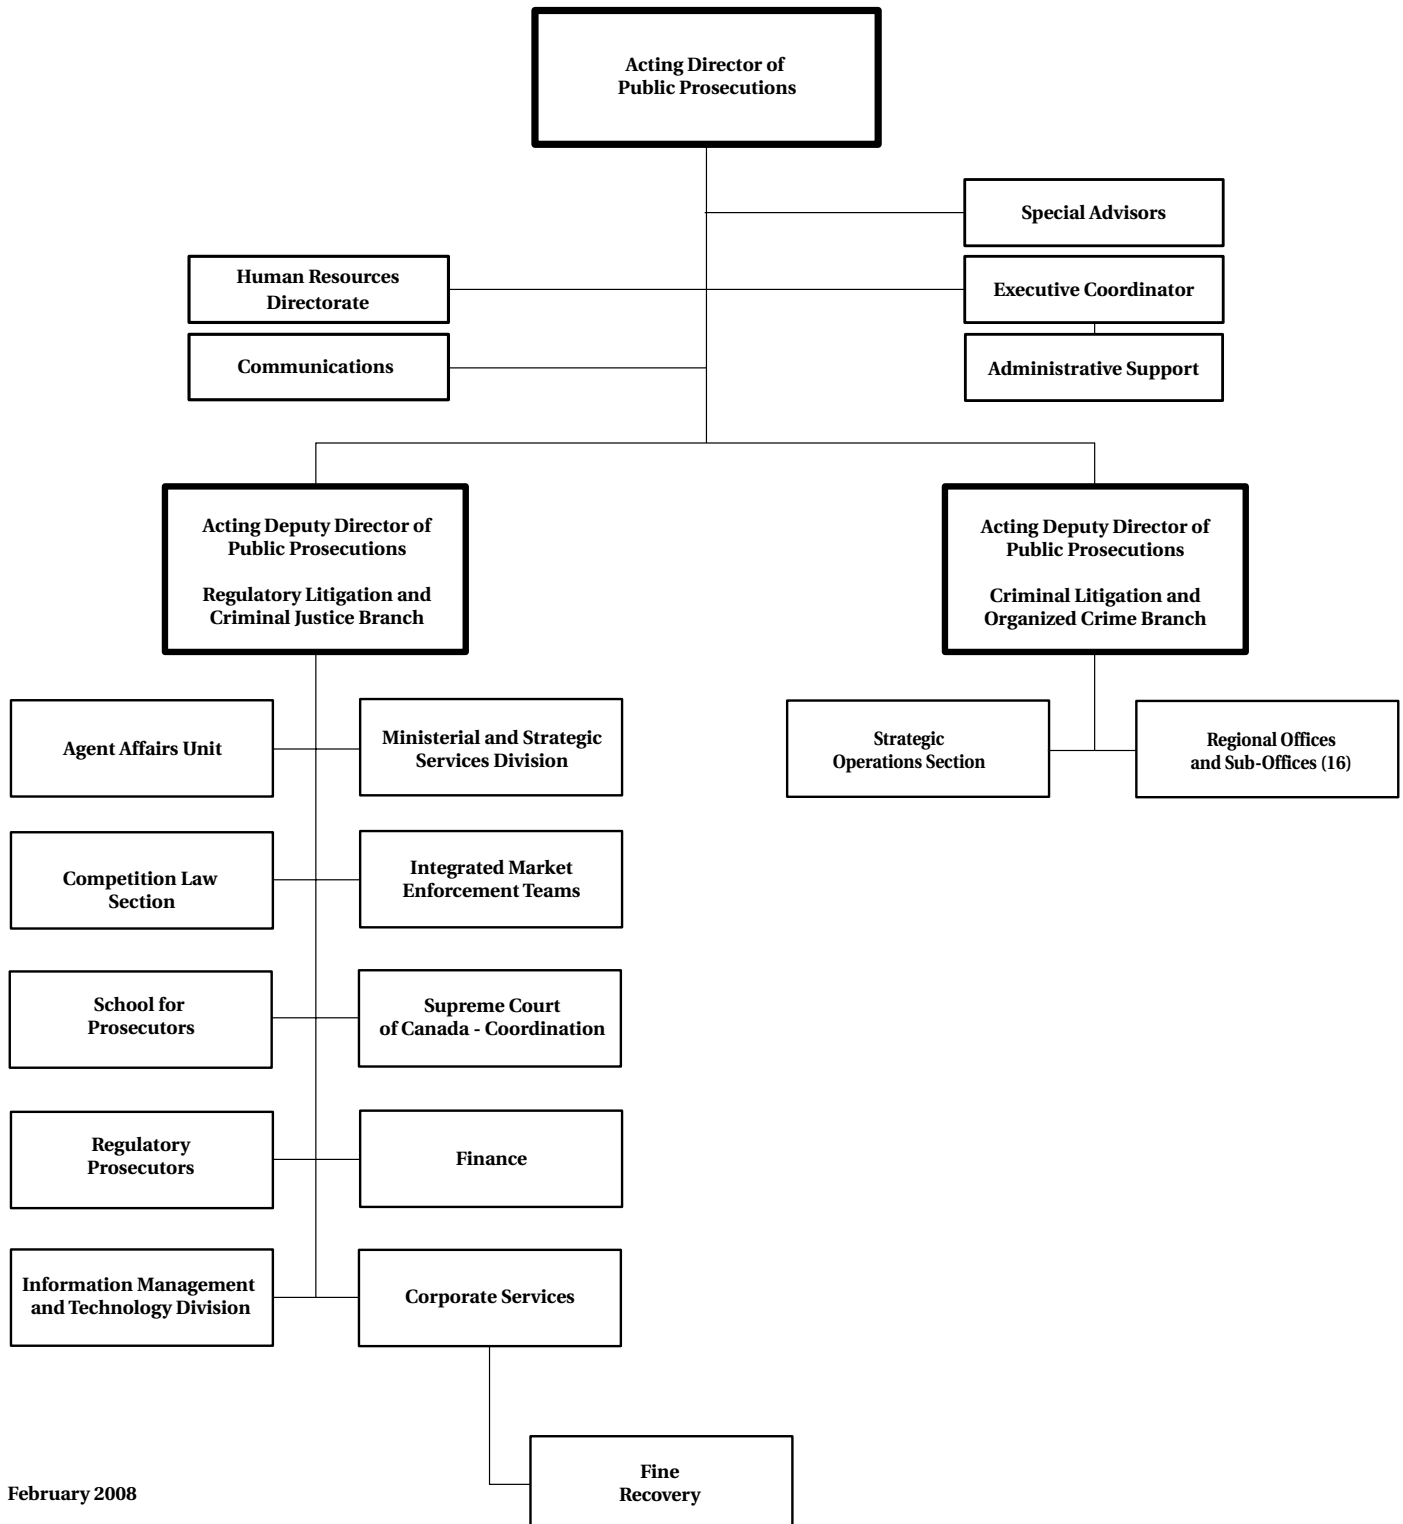 Acting Director of
Public Prosecutions
Special Advisors
Human Resources
Directorate
Executive Coordinator
Communications
Administrative Support
Acting Deputy Director of
Public Prosecutions
Regulatory Litigation and
Criminal Justice Branch
Acting Deputy Director of
Public Prosecutions
Criminal Litigation and
Organized Crime Branch
Agent Affairs Unit
Ministerial and Strategic
Services Division
Strategic
Operations Section
Regional Offices
and Sub-Offices (16)
Competition Law
Section
Integrated Market
Enforcement Teams
School for
Prosecutors
Supreme Court
of Canada - Coordination
Regulatory
Prosecutors
Finance
Information Management
and Technology Division
Corporate Services
Fine
Recovery
February 2008